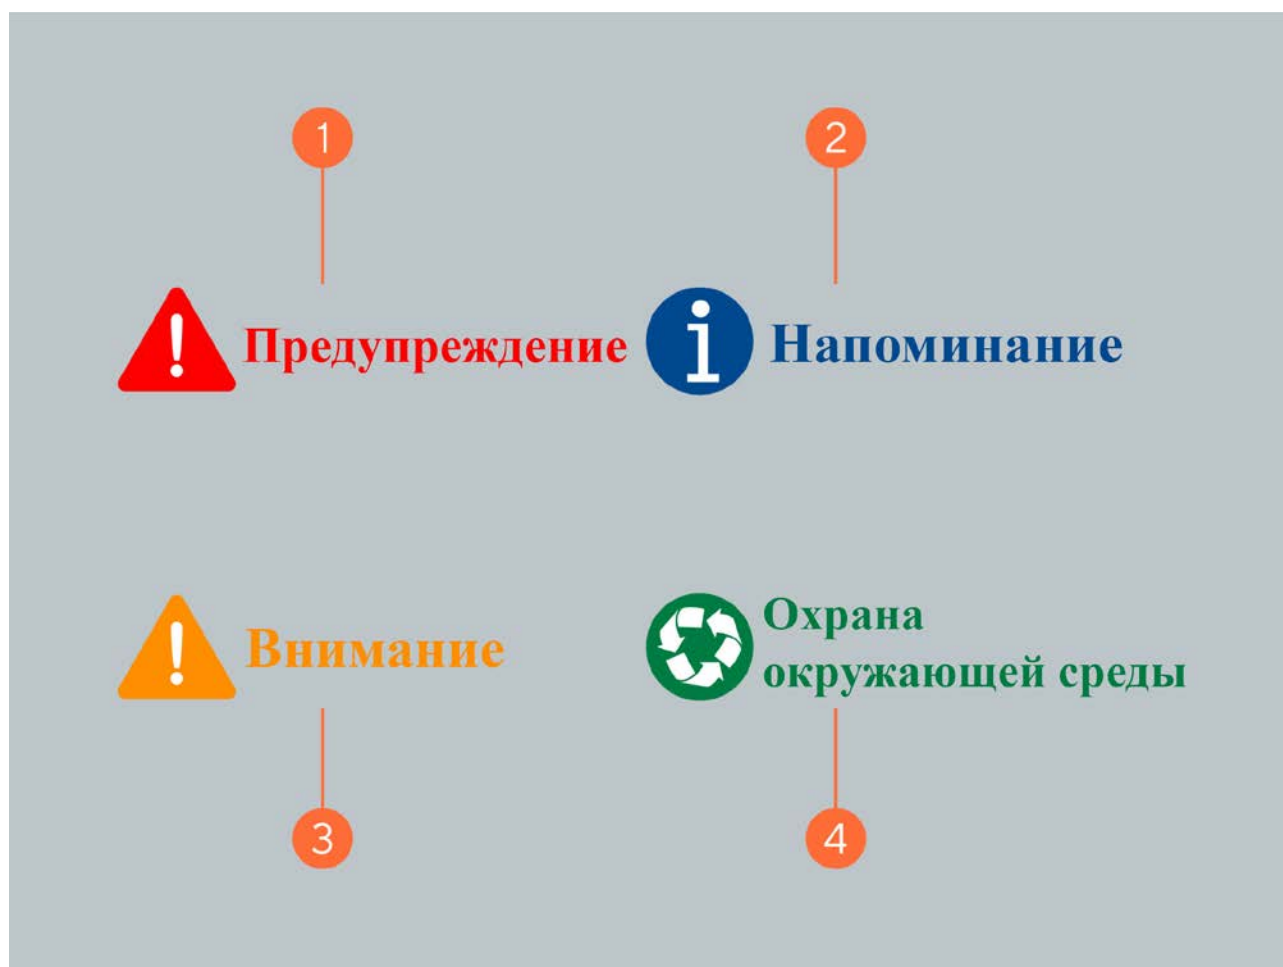 1
2
Предупреждение
Напоминание
Внимание
Охрана
окружающей среды
3
4